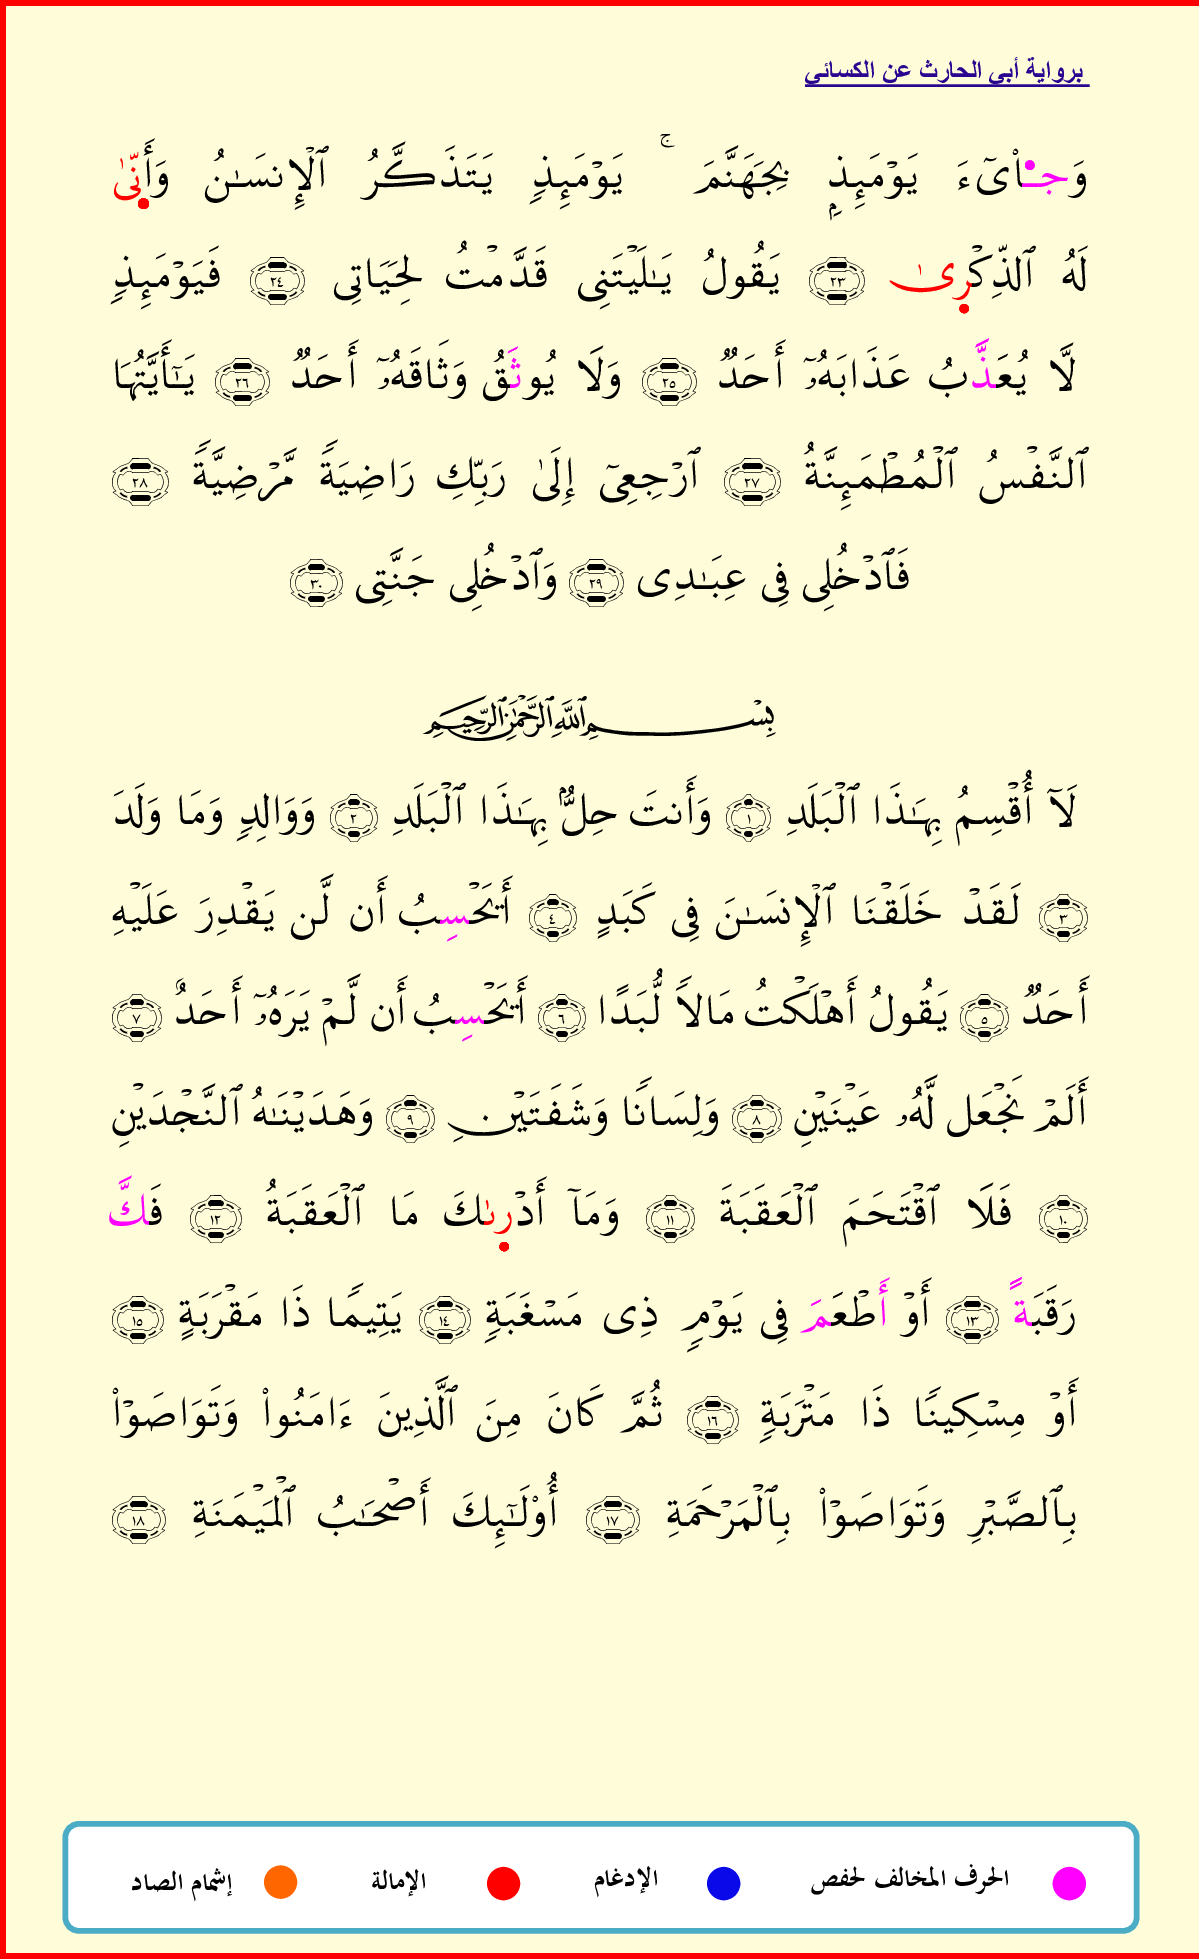 برواية أبي الحارث عن الكسائي
وَجِاْىٓءَ يَوْمَئِذِۭ بِجَهَنَّمَ ۚ يَوْمَئِذٍ يَتَذَكَّرُ ٱلْإِنسَـٰنُ وَأَنّىٰ
لَهُ ٱلذِّكْرىٰ ٢٣ يَقُولُ يَـٰلَيْتَنِى قَدَّمْتُ لِحَيَاتِى ٢٤ فَيَوْمَئِذٍ
لَّا يُعَذَّبُ عَذَابَهُۥٓ أَحَدٌ ٢٥ وَلَا يُوثَقُ وَثَاقَهُۥٓ أَحَدٌ ٢٦ يَـٰٓأَيَّتُهَا
ٱلنَّفْسُ ٱلْمُطْمَئِنَّةُ ٢٧ ٱرْجِعِىٓ إِلَىٰ رَبِّكِ رَاضِيَةً مَّرْضِيَّةً ٢٨
فَٱدْخُلِى فِى عِبَـٰدِى ٢٩ وَٱدْخُلِى جَنَّتِى ٣٠
بِسْمِ ٱللَّهِ ٱلرَّحْمَـٰنِ ٱلرَّحِيمِ
لَآ أُقْسِمُ بِهَـٰذَا ٱلْبَلَدِ ١ وَأَنتَ حِلٌّۢ بِهَـٰذَا ٱلْبَلَدِ ٢ وَوَالِدٍ وَمَا وَلَدَ
٣ لَقَدْ خَلَقْنَا ٱلْإِنسَـٰنَ فِى كَبَدٍ ٤ أَيَحْسِبُ أَن لَّن يَقْدِرَ عَلَيْهِ
أَحَدٌ ٥ يَقُولُ أَهْلَكْتُ مَالًا لُّبَدًا ٦ أَيَحْسِبُ أَن لَّمْ يَرَهُۥٓ أَحَدٌ ٧
أَلَمْ نَجْعَل لَّهُۥ عَيْنَيْنِ ٨ وَلِسَانًا وَشَفَتَيْنِ ٩ وَهَدَيْنَـٰهُ ٱلنَّجْدَيْنِ
١٠ فَلَا ٱقْتَحَمَ ٱلْعَقَبَةَ ١١ وَمَآ أَدْرىٰكَ مَا ٱلْعَقَبَةُ ١٢ فَكَّ
رَقَبَةً ١٣ أَوْ أَطْعَمَ فِى يَوْمٍ ذِى مَسْغَبَةٍ ١٤ يَتِيمًا ذَا مَقْرَبَةٍ ١٥
أَوْ مِسْكِينًا ذَا مَتْرَبَةٍ ١٦ ثُمَّ كَانَ مِنَ ٱلَّذِينَ ءَامَنُوا۟ وَتَوَاصَوْا۟
بِٱلصَّبْرِ وَتَوَاصَوْا۟ بِٱلْمَرْحَمَةِ ١٧ أُو۟لَـٰٓئِكَ أَصْحَـٰبُ ٱلْمَيْمَنَةِ ١٨
الحرف المخالف لحفص الإدغام الإمالة إشمام الصاد